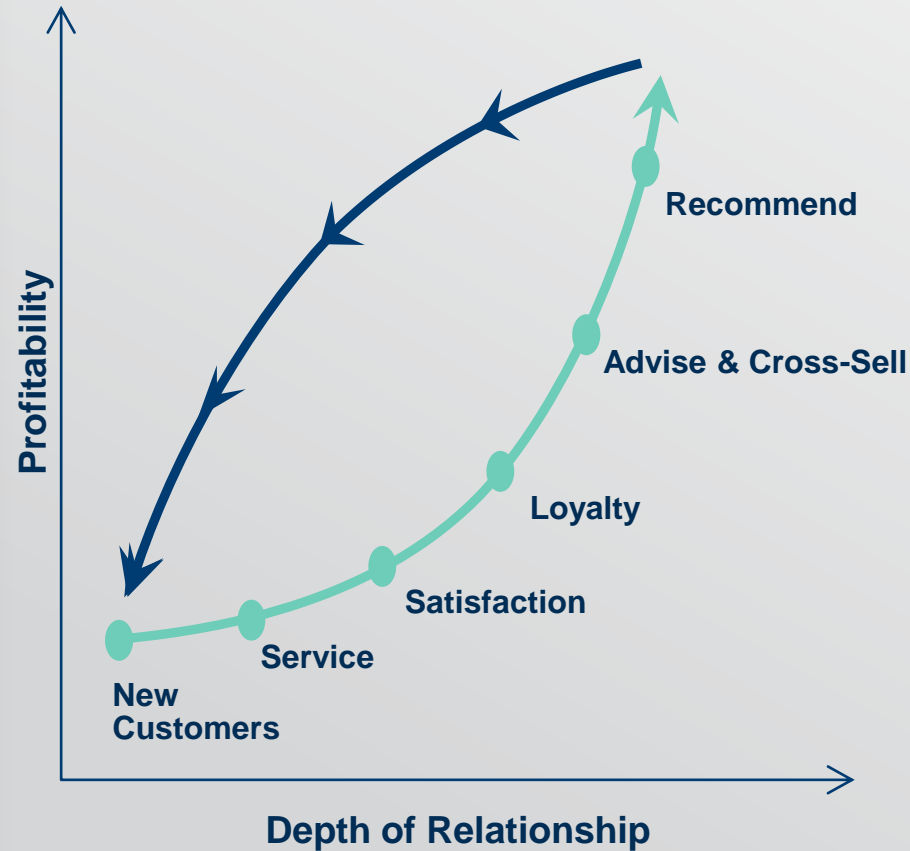 Profitability
Recommend
Advise & Cross-Sell
Loyalty
Satisfaction
Service
New
Customers
Depth of Relationship